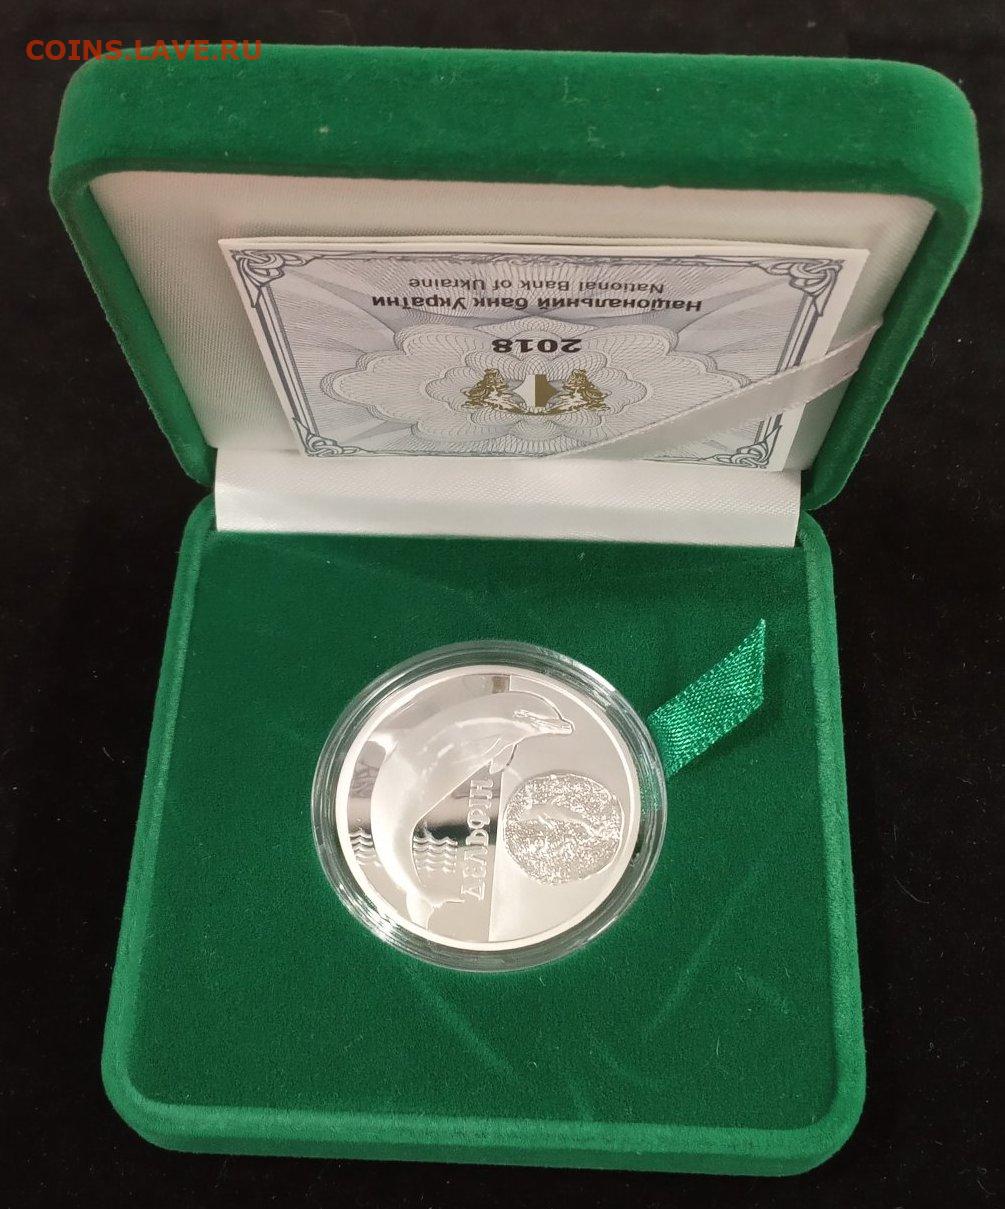 COINS.LAVE.RU
Національний банк України
National Bank of Ukraine
2018
ДЕЛЬФІН